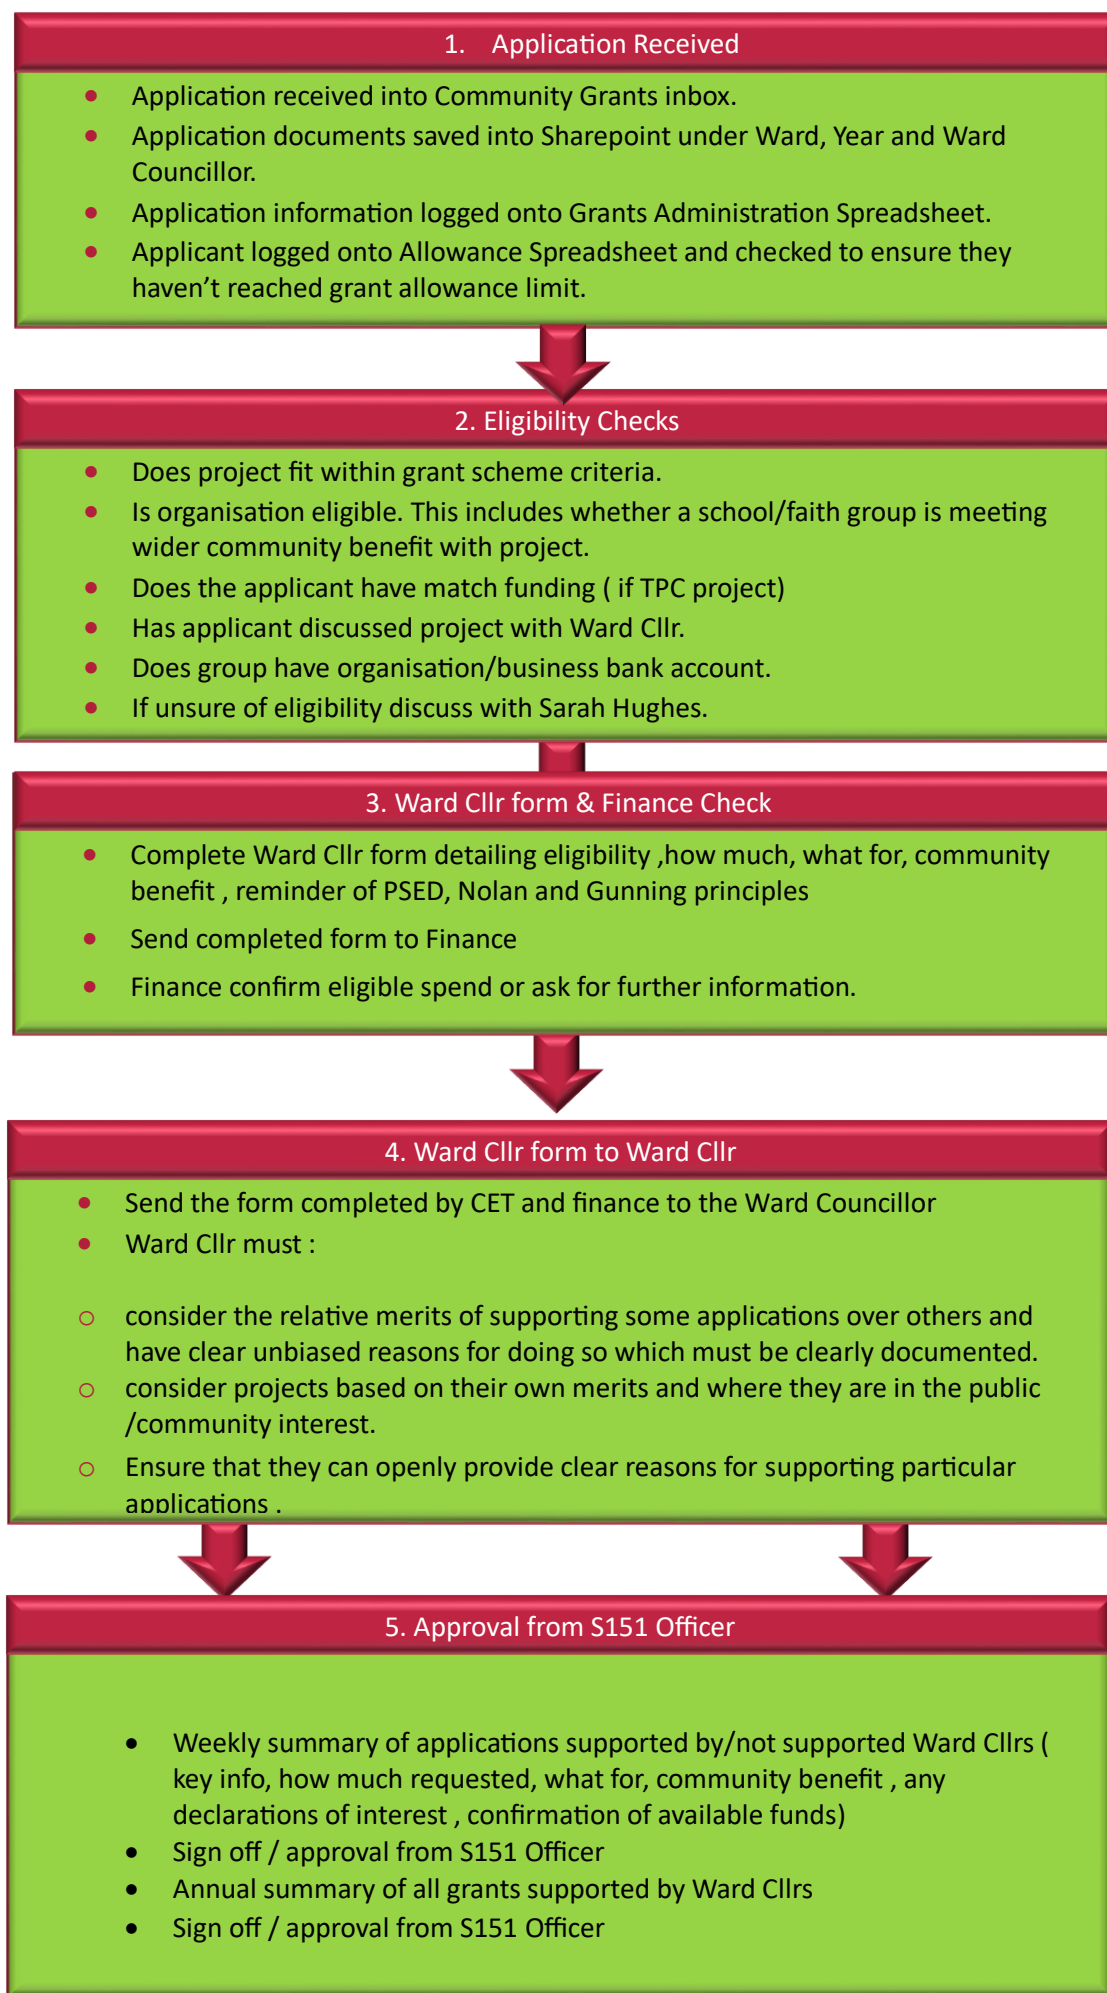 1. Application Received
• Application received into Community Grants inbox.
• Application documents saved into Sharepoint under Ward, Year and Ward
Councillor.
• Application information logged onto Grants Administration Spreadsheet.
• Applicant logged onto Allowance Spreadsheet and checked to ensure they
haven't reached grant allowance limit.
2. Eligibility Checks
• Does project fit within grant scheme criteria.
• Is organisation eligible. This includes whether a school/faith group is meeting
wider community benefit with project.
• Does the applicant have match funding ( if TPC project)
• Has applicant discussed project with Ward Cllr.
• Does group have organisation/business bank account.
• If unsure of eligibility discuss with Sarah Hughes.
3. Ward Cllr form & Finance Check
• Complete Ward Cllr form detailing eligibility ,how much, what for, community
benefit , reminder of PSED, Nolan and Gunning principles
• Send completed form to Finance
• Finance confirm eligible spend or ask for further information.
4. Ward Cllr form to Ward Cllr
• Send the form completed by CET and finance to the Ward Councillor
• Ward Cllr must :
○ consider the relative merits of supporting some applications over others and
have clear unbiased reasons for doing so which must be clearly documented.
○ consider projects based on their own merits and where they are in the public
/community interest.
○ Ensure that they can openly provide clear reasons for supporting particular
applications .
5. Approval from S151 Officer
• Weekly summary of applications supported by/not supported Ward Cllrs (
key info, how much requested, what for, community benefit , any
declarations of interest , confirmation of available funds)
• Sign off / approval from S151 Officer
• Annual summary of all grants supported by Ward Cllrs
• Sign off / approval from S151 Officer